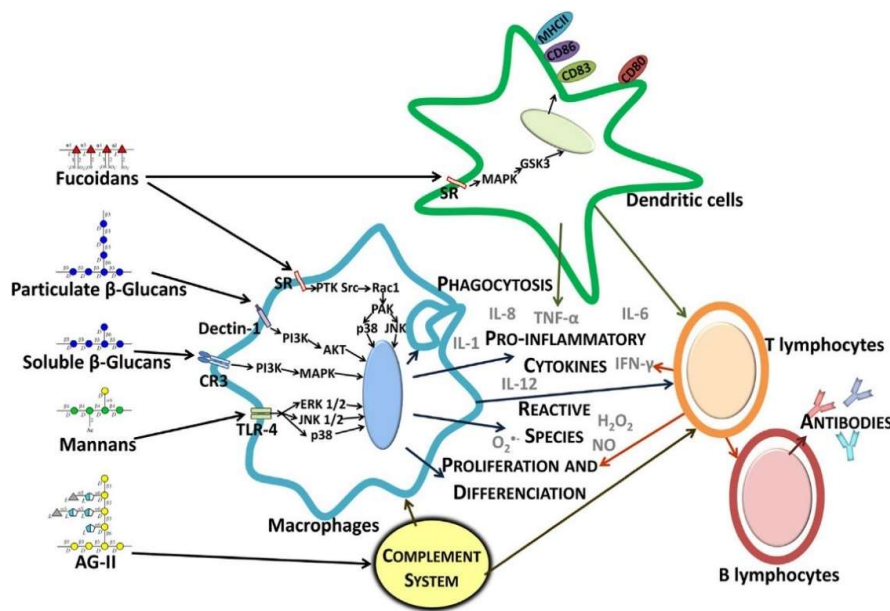 MHCII
CD86
CD83
CD80
Fucoidans
SR
MAPK
GSK3
Dendritic cells
Particulate β-Glucans
SR
PTK Src
Rac1
PAK
p38
JNK
PHAGOCYTOSIS
Dectin-1
PI3K
AKT
IL-8
TNF-α
IL-6
IL-1
PRO-INFLAMMATORY
CYTOKINES
IFN-γ
T lymphocytes
Soluble β-Glucans
CR3
PI3K
MAPK
IL-12
REACTIVE
SPECIES
H2O2
O2•-
NO
ANTIBODIES
Mannans
TLR-4
ERK 1/2
JNK 1/2
p38
PROLIFERATION AND
DIFFERENCIATION
Macrophages
AG-II
COMPLEMENT
SYSTEM
B lymphocytes